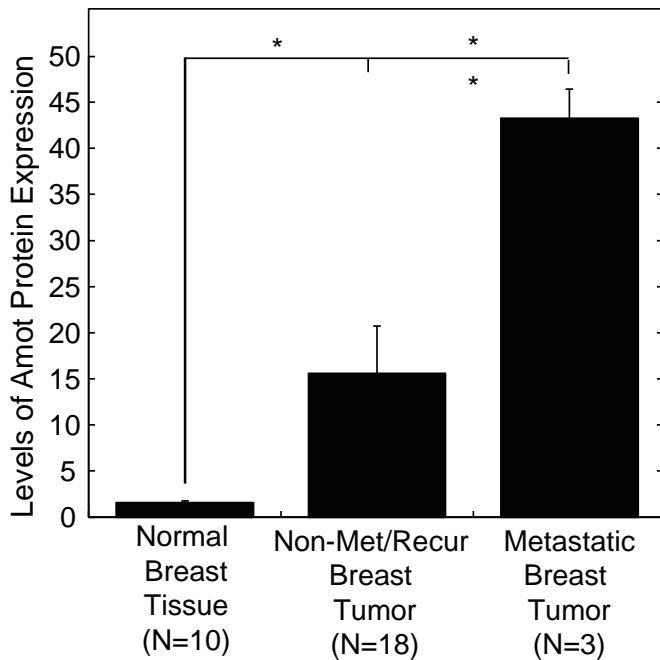 Levels of Amot Protein Expression
50
45
40
35
30
25
20
15
10
5
0
*
*
*
Normal
Breast
Tissue
(N=10)
Non-Met/Recur
Breast
Tumor
(N=18)
Metastatic
Breast
Tumor
(N=3)